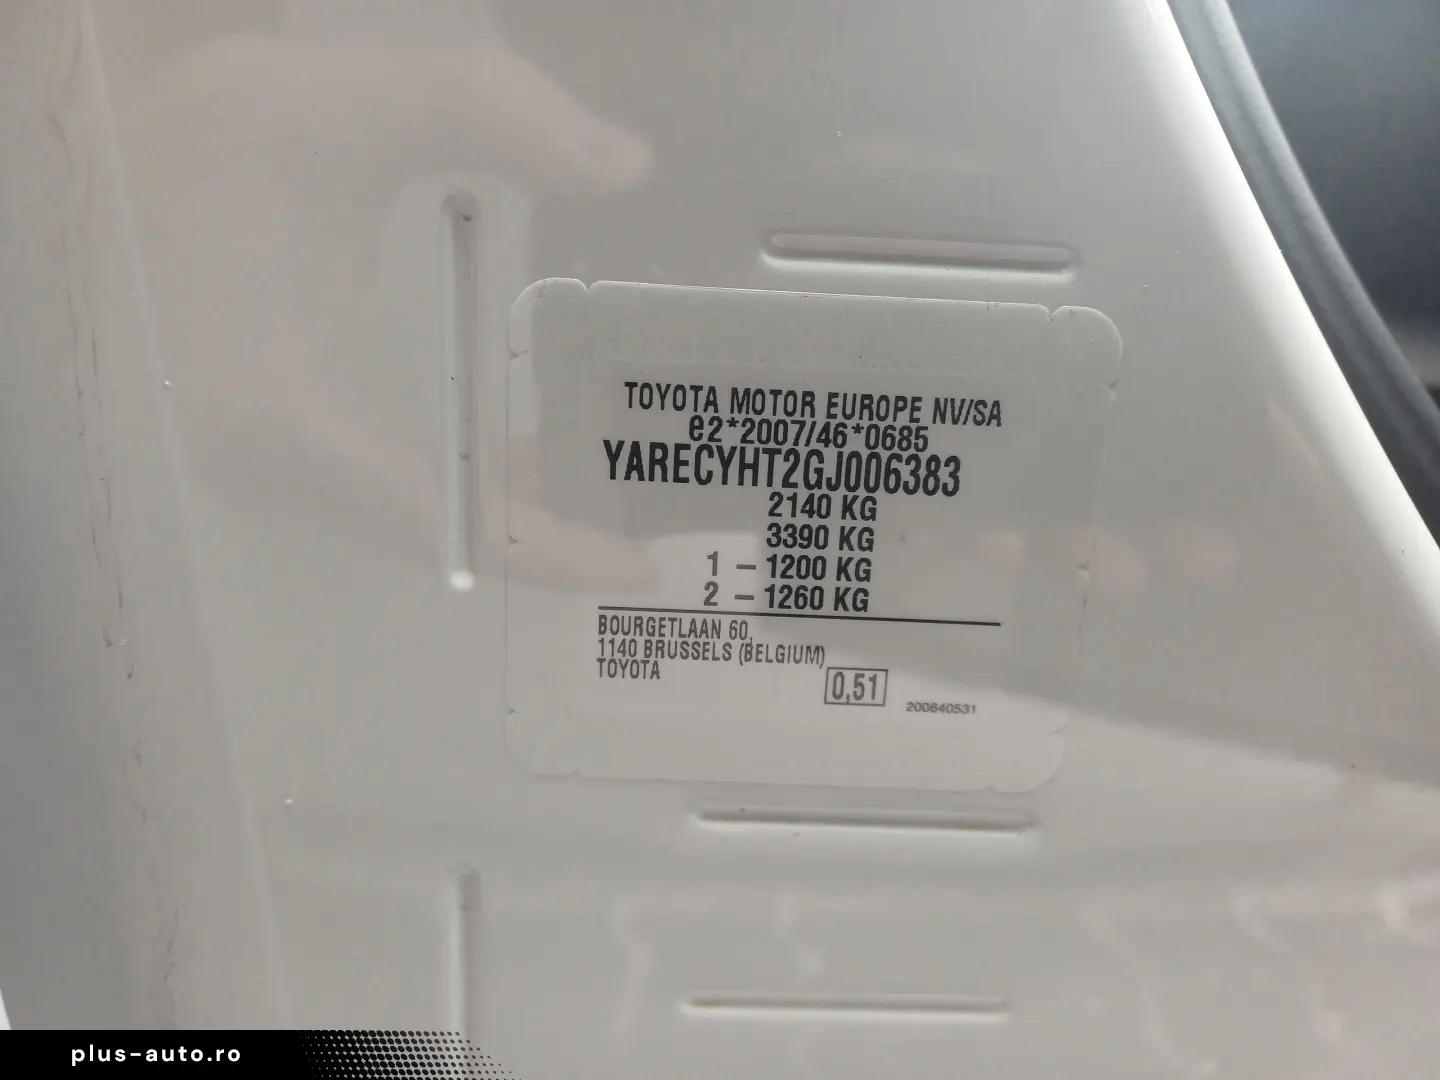 TOYOTA MOTOR EUROPE NV/SA
e2*2007/46*0685
YARECYHT2GJ006383
2140 KG
3390 KG
1 - 1200 KG
2 - 1260 KG
BOURGETLAAN 60,
1140 BRUSSELS (BELGIUM)
TOYOTA
0,51
200640531
plus-auto.ro